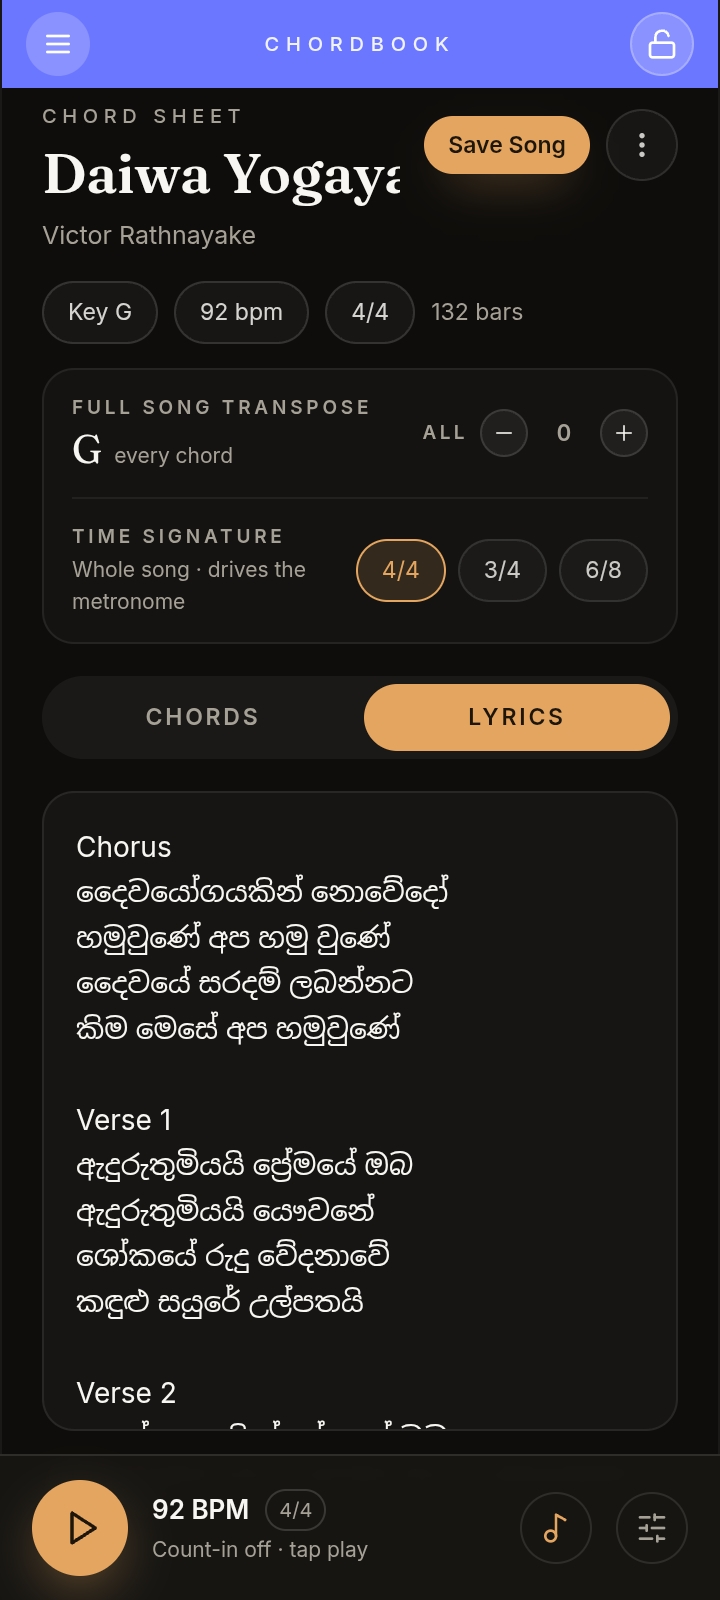 CHORDBOOK
CHORD SHEET
Save Song
Daiwa Yogaya
Victor Rathnayake
Key G
92 bpm
4/4
132 bars
FULL SONG TRANSPOSE
G every chord
ALL − 0 +
TIME SIGNATURE
Whole song · drives the
metronome
4/4
3/4
6/8
CHORDS
LYRICS
Chorus
දෛවයෝගයකින් නොවේදෝ
හමුවුණේ අප හමු වුණේ
දෛවයේ සරදම් ලබන්නට
කිම මෙසේ අප හමුවුණේ
Verse 1
ඇදුරුතුමියයි ප්‍රේමයේ ඔබ
ඇදුරුතුමියයි යෞවනේ
ශෝකයේ රුදු වේදනාවේ
කඳුළු සයුරේ උල්පතයි
Verse 2
92 BPM
4/4
Count-in off · tap play